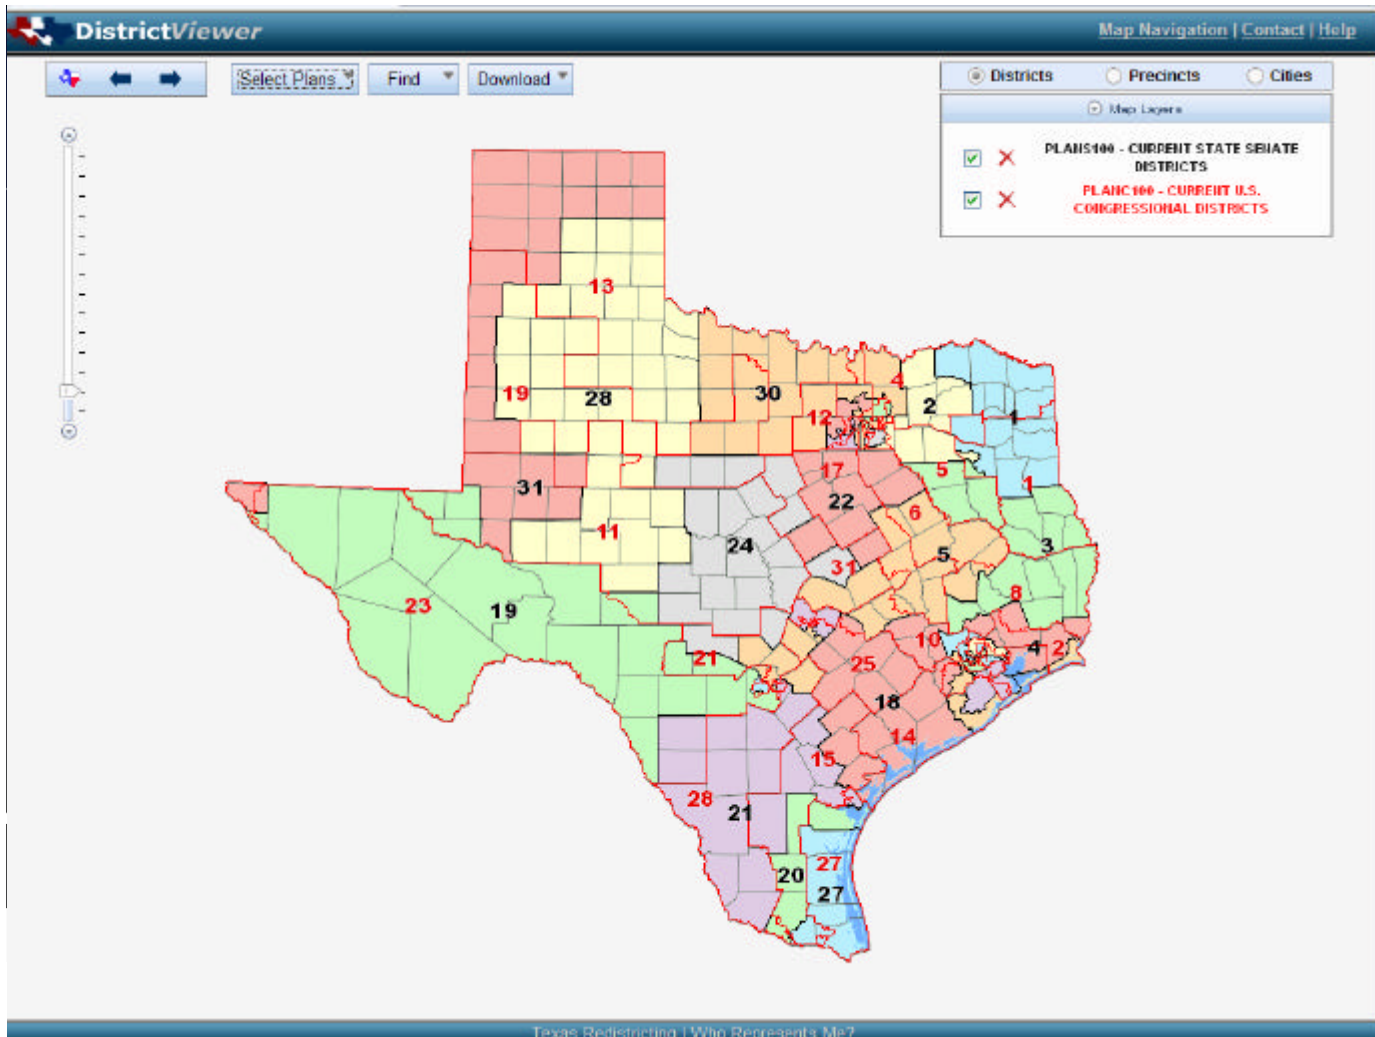 DistrictViewer
Map Navigation | Contact | Help
Select Plans
Find
Download
Districts
Precincts
Cities
Map Layers
PLANS100 - CURRENT STATE SENATE
DISTRICTS
PLANC100 - CURRENT U.S.
CONGRESSIONAL DISTRICTS
13
19
28
30
12
4
2
1
31
11
17
22
5
1
6
24
31
5
3
8
23
19
21
25
10
4
2
18
14
15
28
21
20
27
27
Texas Redistricting | Who Represents Me?